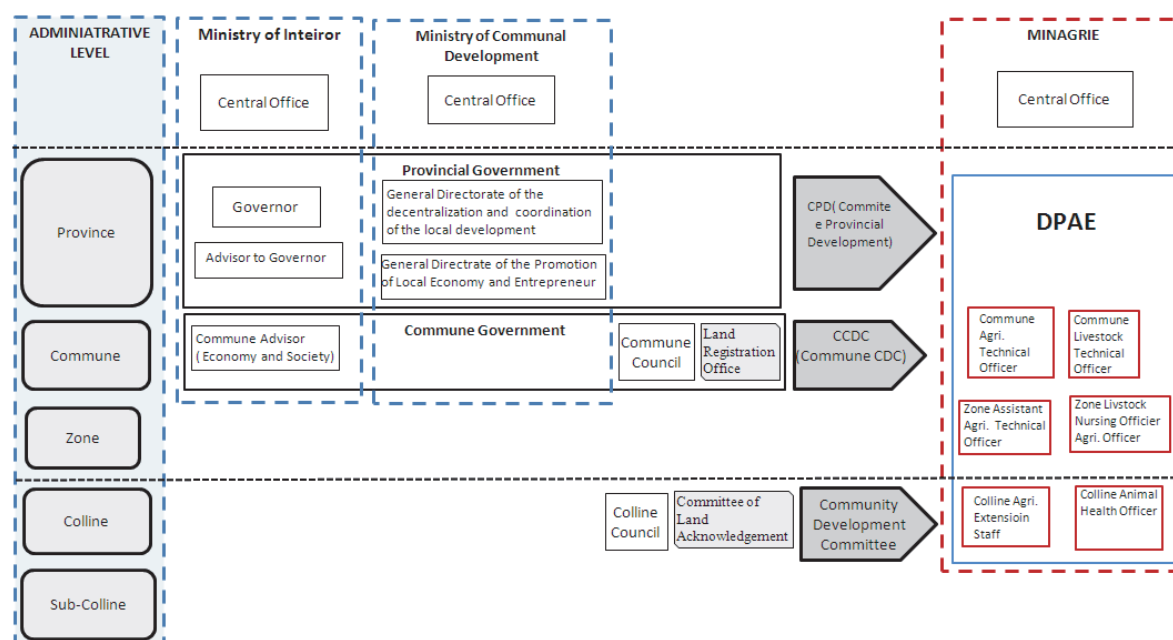 ADMINIATRATIVE
LEVEL
Ministry of Inteiror
Ministry of Communal
Development
MINAGRIE
Central Office
Central Office
Central Office
Province
Provincial Government
Governor
Advisor to Governor
General Directorate of the
decentralization and coordination
of the local development
General Directrate of the Promotion
of Local Economy and Entrepreneur
CPD( Commite
e Provincial
Development)
DPAE
Commune
Commune Government
Commune Advisor
( Economy and Society)
Commune
Council
Land
Registration
Office
CCDC
(Commune CDC)
Commune
Agri.
Technical
Officer
Commune
Livestock
Technical
Officer
Zone
Zone Assistant
Agri. Technical
Officer
Zone Livstock
Nursing Officier
Agri. Officer
Colline
Colline
Council
Committee of
Land
Acknowledgement
Community
Development
Committee
Colline Agri.
Extensioin
Staff
Colline Animal
Health Officer
Sub-Colline